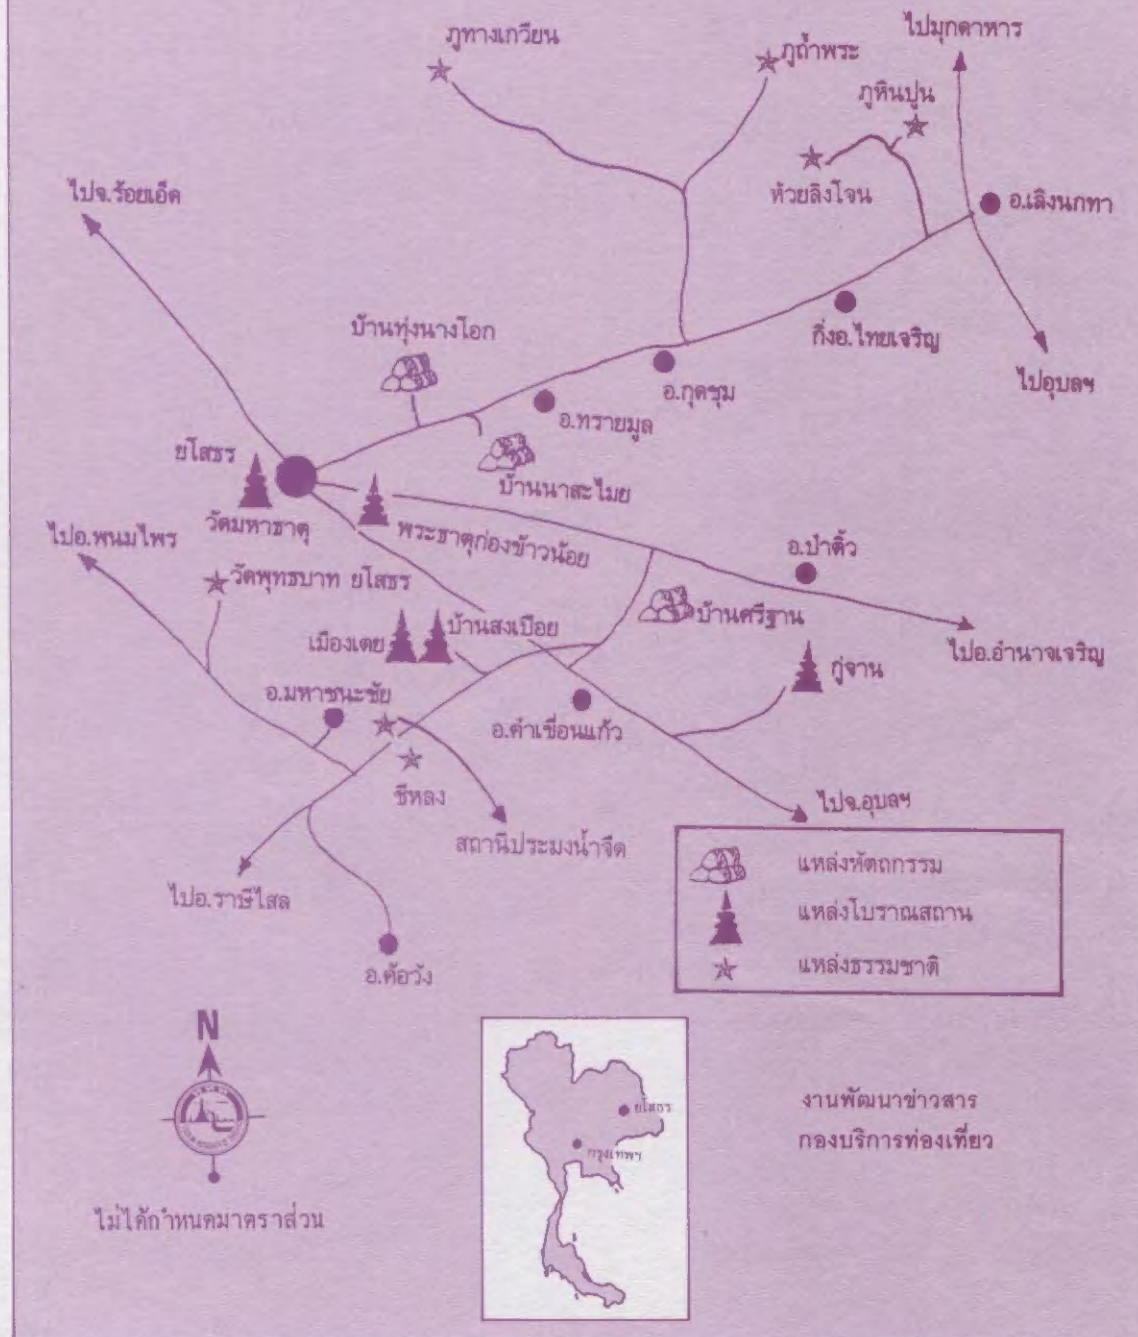 ภูทางเกวียน
ภูถ้ำพระ
ไปมุกดาหาร
ภูหินปูน
ห้วยลิงโจน
ไปจ.ร้อยเอ็ด
อ.เลิงนกทา
บ้านทุ่งนางโอก
กิ่งอ.ไทยเจริญ
ไปอุบลฯ
อ.กุดชุม
อ.ทรายมูล
ยโสธร
บ้านนาสะไมย
วัดมหาธาตุ
พระธาตุก่องข้าวน้อย
ไปอ.พนมไพร
อ.ป่าติ้ว
วัดพุทธบาท ยโสธร
บ้านศรีฐาน
บ้านสงเปือย
เมืองเตย
ไปอ.อำนาจเจริญ
กู่จาน
อ.มหาชนะชัย
อ.คำเขื่อนแก้ว
ชีหลง
ไปจ.อุบลฯ
สถานีประมงน้ำจืด
ไปอ.ราษีไสล
อ.ค้อวัง
แหล่งหัตถกรรม
แหล่งโบราณสถาน
แหล่งธรรมชาติ
N
ไม่ได้กำหนดมาตราส่วน
ยโสธร
กรุงเทพฯ
งานพัฒนาข่าวสาร
กองบริการท่องเที่ยว